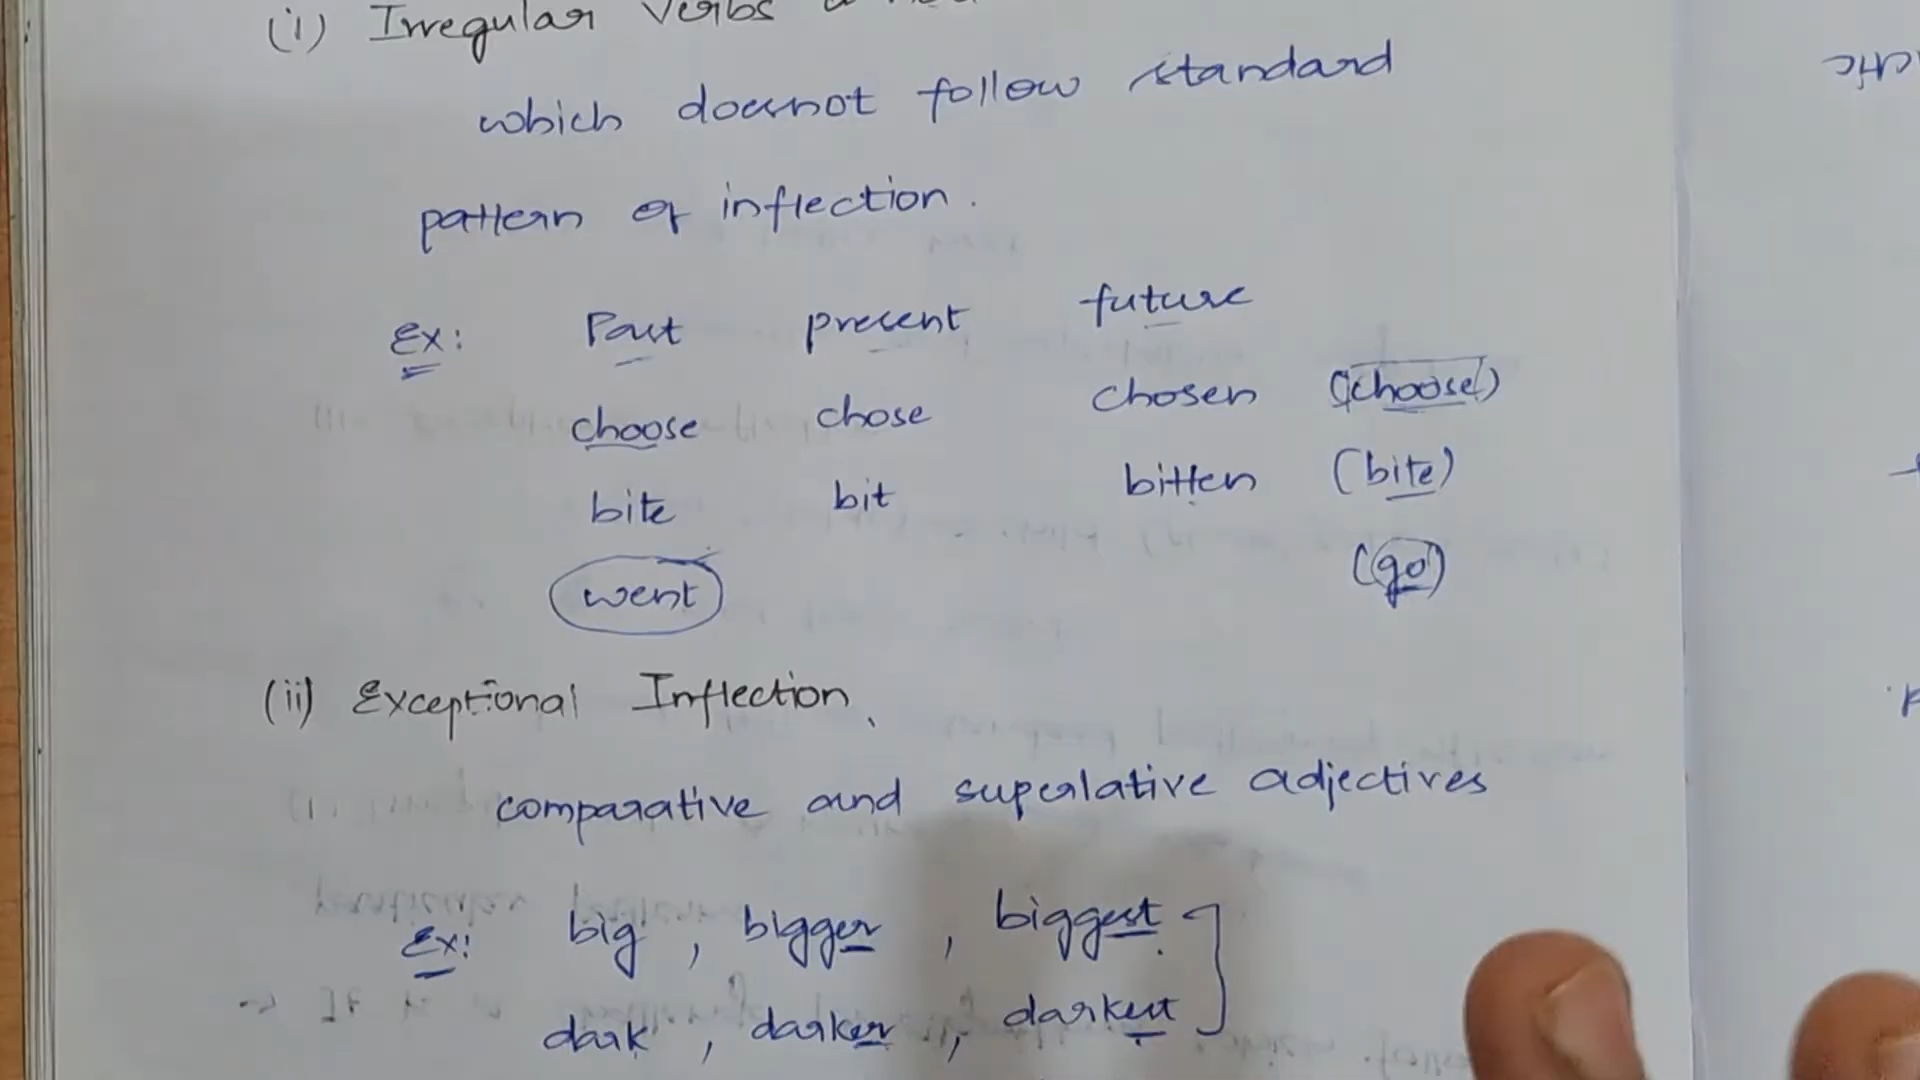 (i) Irregular Verbs
which doesnot follow standard
pattern of inflection.
Ex: Past present future
choose chose chosen (choose)
bite bit bitten (bite)
went (go)
(ii) Exceptional Inflection.
comparative and superlative adjectives
Ex: big, bigger, biggest.
dark, darker, darkest